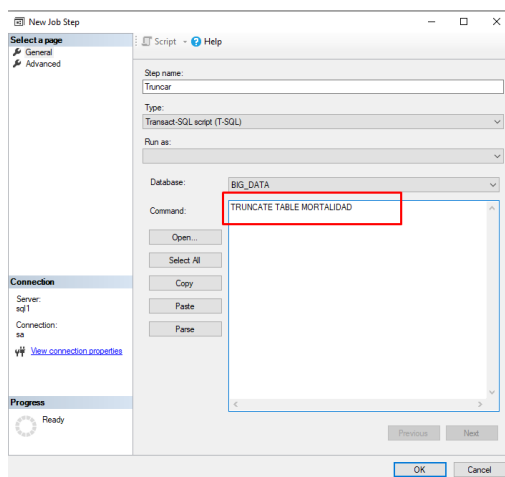 New Job Step
Select a page
General
Advanced
Script
Help
Step name:
Truncar
Type:
Transact-SQL script (T-SQL)
Run as:
Database:
BIG_DATA
Command:
TRUNCATE TABLE MORTALIDAD
Open...
Select All
Copy
Paste
Parse
Connection
Server:
sql1
Connection:
sa
View connection properties
Progress
Ready
Previous
Next
OK
Cancel